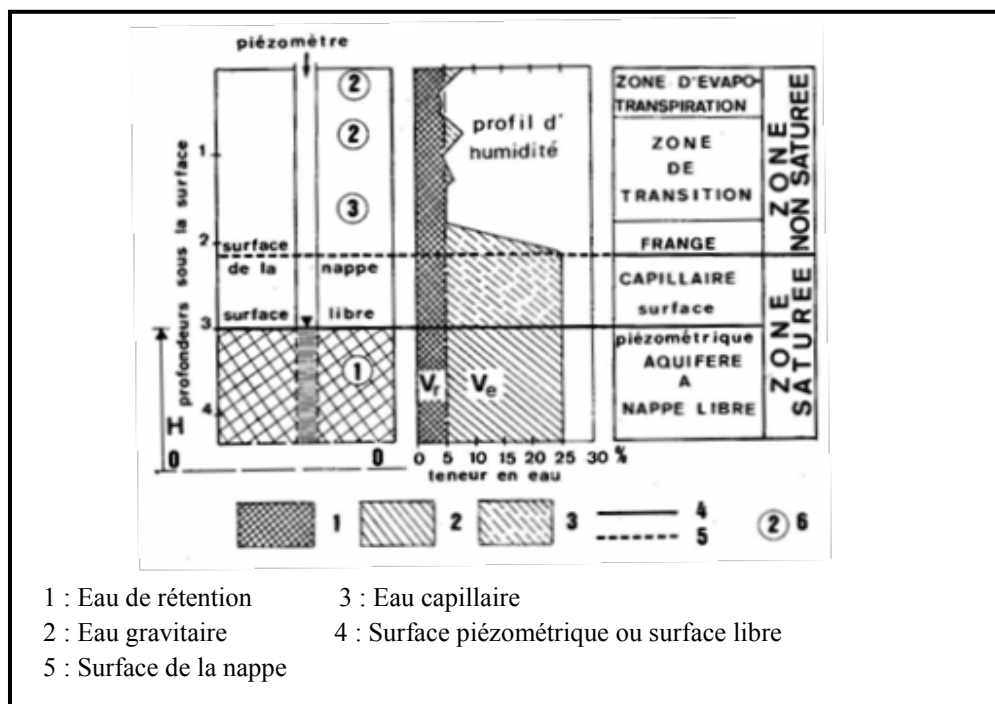 piézomètre
profondeurs sous la surface
1
2
3
4
H
0 0
2
2
3
surface
de la nappe
surface libre
1
profil d'
humidité
Vr Ve
0 5 10 15 20 25 30 %
teneur en eau
ZONE D'EVAPO-
TRANSPIRATION
ZONE
DE
TRANSITION
FRANGE
CAPILLAIRE
surface
piézométrique
AQUIFERE
A
NAPPE LIBRE
ZONE
NON SATUREE
ZONE
SATUREE
1 2 3 4
5
2 6
1 : Eau de rétention 3 : Eau capillaire
2 : Eau gravitaire 4 : Surface piézométrique ou surface libre
5 : Surface de la nappe